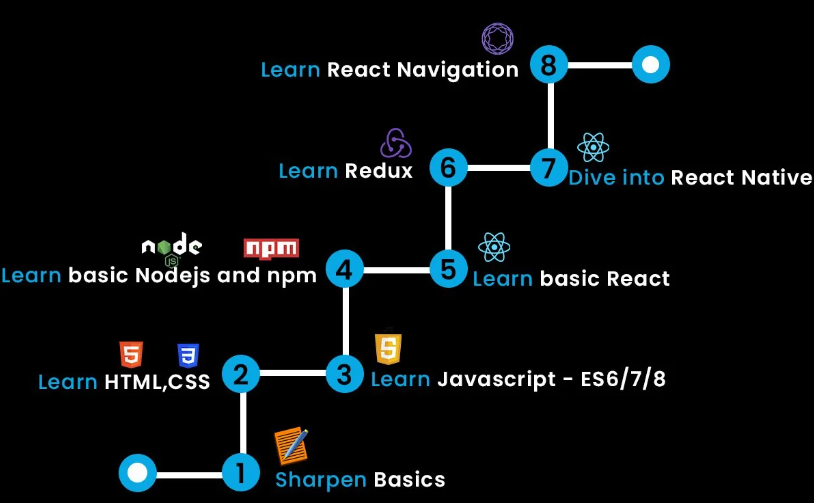 Learn React Navigation
8
Learn Redux
6
7
Dive into React Native
node
JS
npm
Learn basic Nodejs and npm
4
5
Learn basic React
5
3
Learn HTML,CSS
2
3
Learn Javascript - ES6/7/8
1
Sharpen Basics